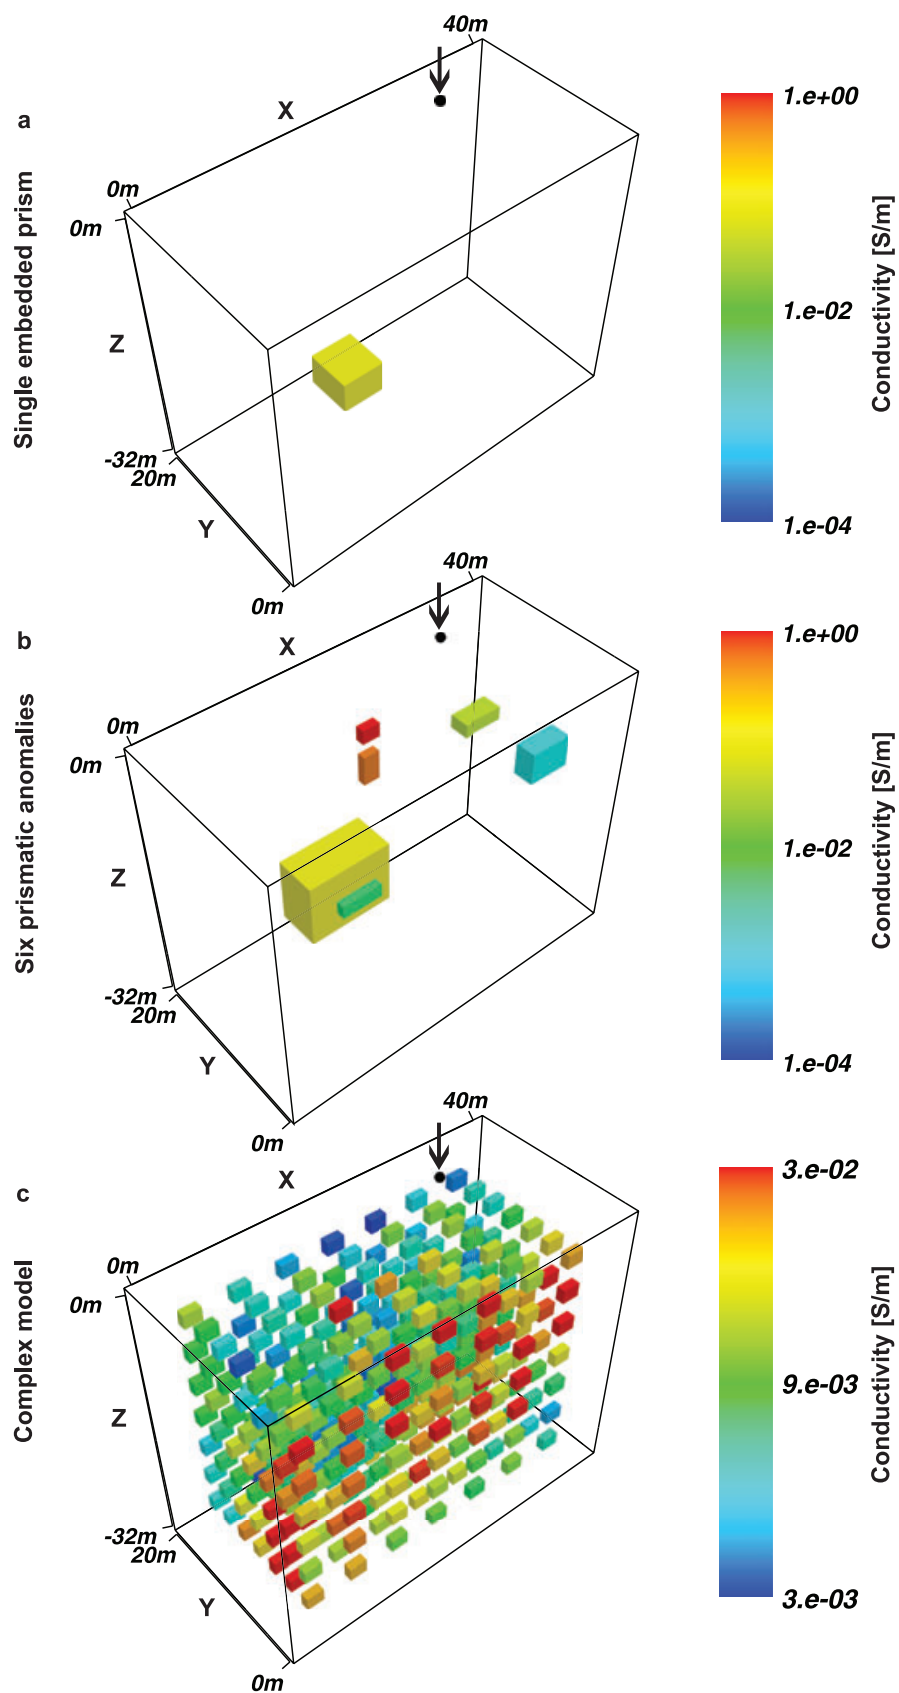 a
Single embedded prism
40m
X
0m
0m
Z
-32m
20m
Y
0m
1.e+00
1.e-02
1.e-04
Conductivity [S/m]
b
Six prismatic anomalies
40m
X
0m
0m
Z
-32m
20m
Y
0m
1.e+00
1.e-02
1.e-04
Conductivity [S/m]
c
Complex model
40m
X
0m
0m
Z
-32m
20m
Y
0m
3.e-02
9.e-03
3.e-03
Conductivity [S/m]